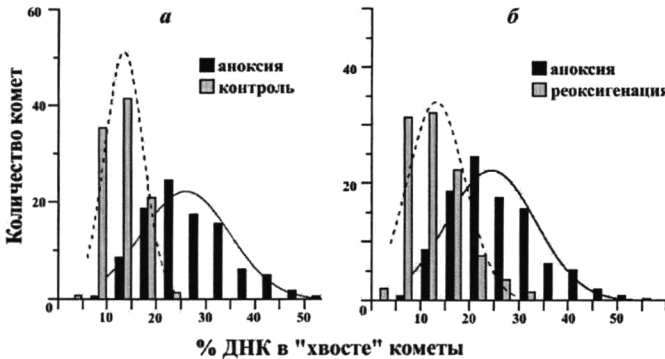 а
б
аноксия
контроль
аноксия
реоксигенация
Количество комет
60
40
20
0
40
20
0
10 20 30 40 50
10 20 30 40 50
% ДНК в "хвосте" кометы